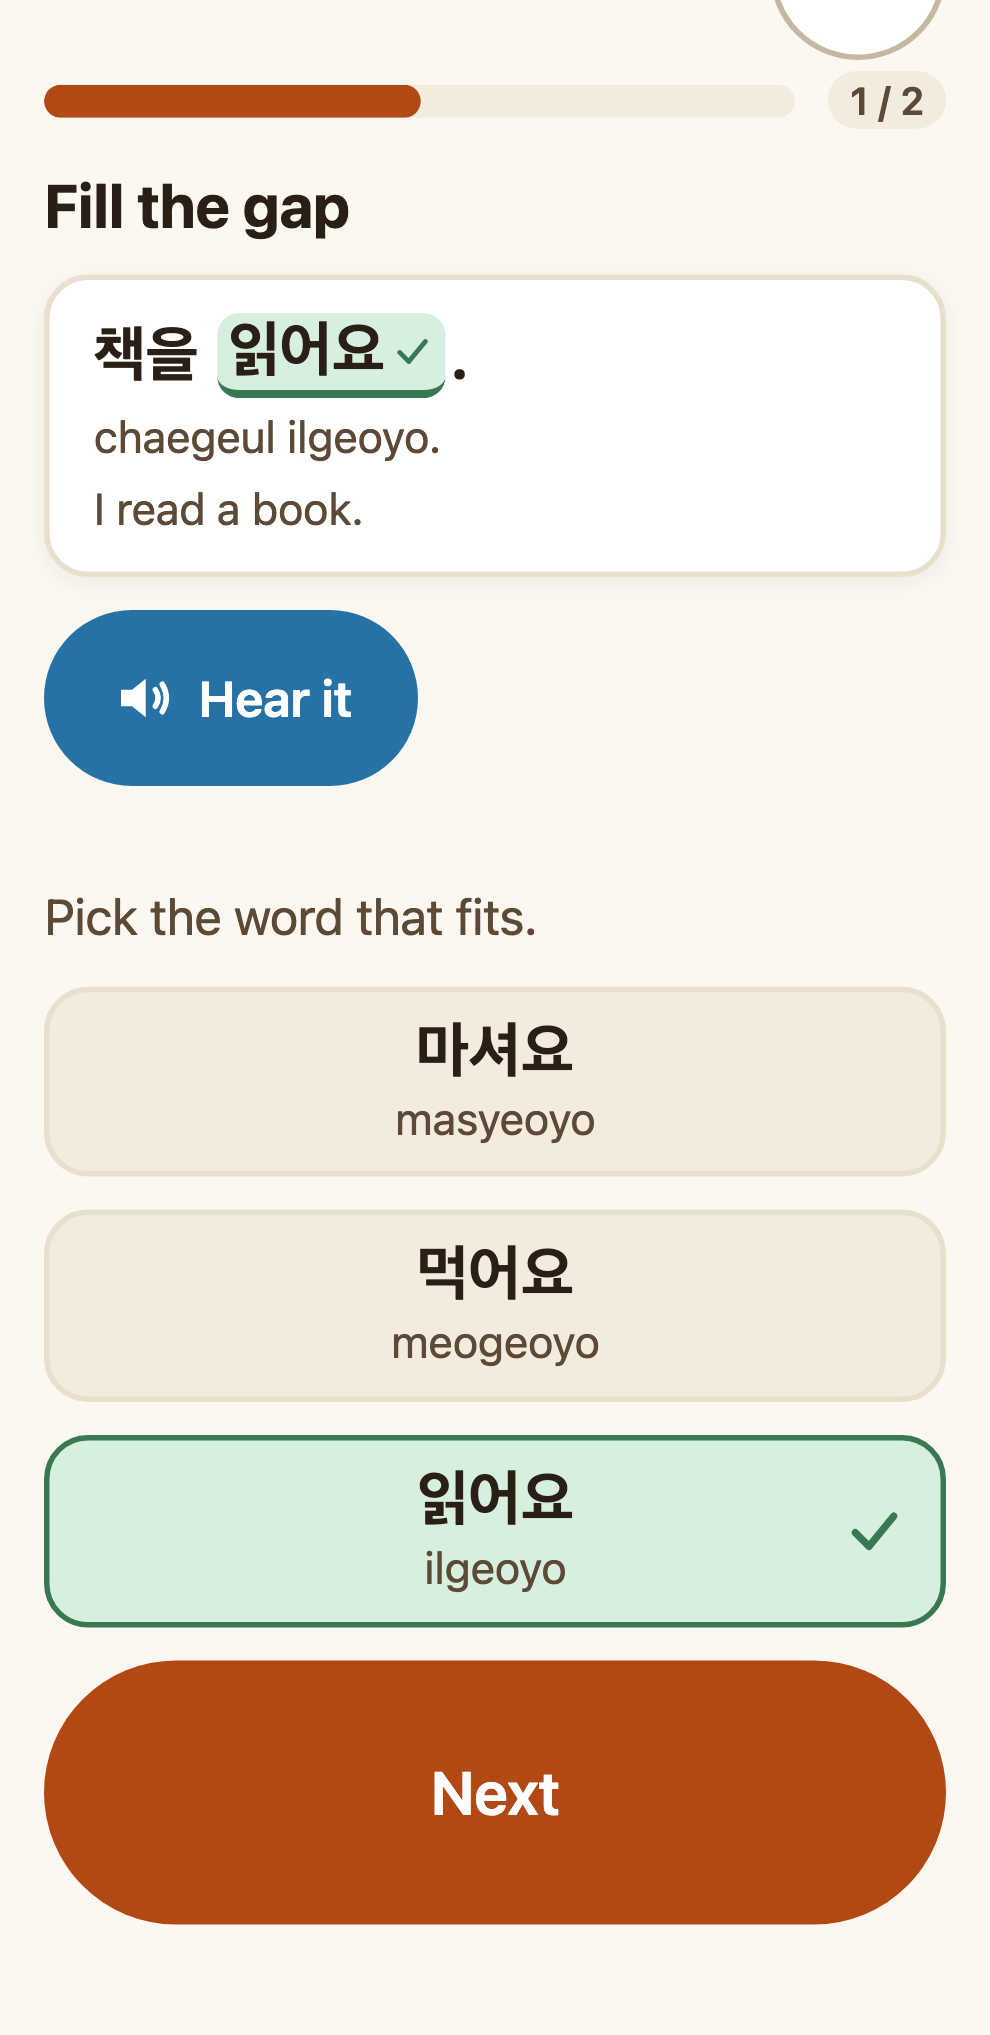 1 / 2
Fill the gap
책을 읽어요.
chaegeul ilgeoyo.
I read a book.
Hear it
Pick the word that fits.
마셔요
masyeoyo
먹어요
meogeoyo
읽어요
ilgeoyo
Next